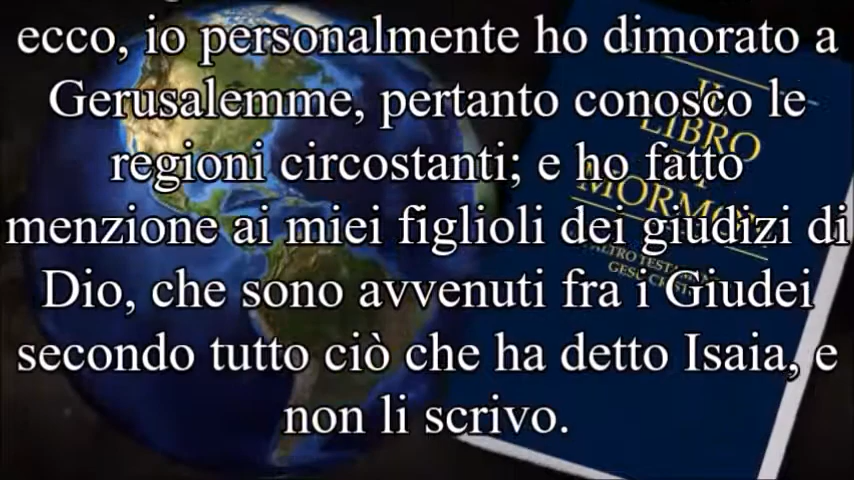 ecco, io personalmente ho dimorato a
Gerusalemme, pertanto conosco le
regioni circostanti; e ho fatto
menzione ai miei figlioli dei giudizi di
Dio, che sono avvenuti fra i Giudei
secondo tutto ciò che ha detto Isaia, e
non li scrivo.
IL
LIBRO
DI
MORMON
UN ALTRO TESTAMENTO DI
GESÙ CRISTO